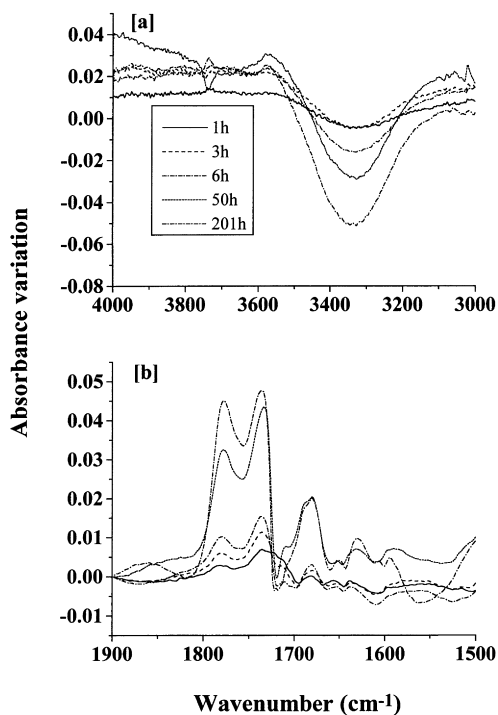 [a]
0.04
0.02
0.00
-0.02
-0.04
-0.06
-0.08
1h
3h
6h
50h
201h
4000 3800 3600 3400 3200 3000
Absorbance variation
[b]
0.05
0.04
0.03
0.02
0.01
0.00
-0.01
1900 1800 1700 1600 1500
Wavenumber (cm-1)